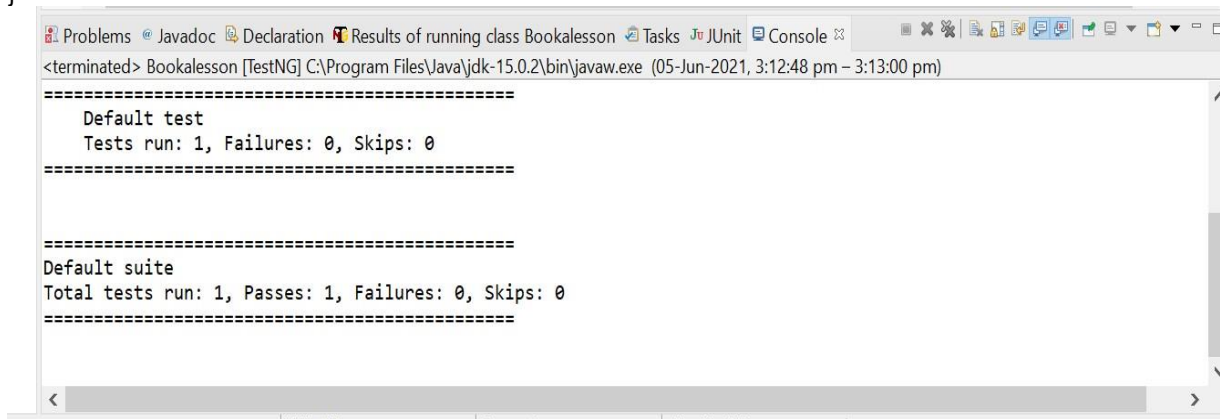 Problems @ Javadoc Declaration Results of running class Bookalesson Tasks JUnit Console
<terminated> Bookalesson [TestNG] C:\Program Files\Java\jdk-15.0.2\bin\javaw.exe (05-Jun-2021, 3:12:48 pm – 3:13:00 pm)
===============================================
Default test
Tests run: 1, Failures: 0, Skips: 0
===============================================
===============================================
Default suite
Total tests run: 1, Passes: 1, Failures: 0, Skips: 0
===============================================